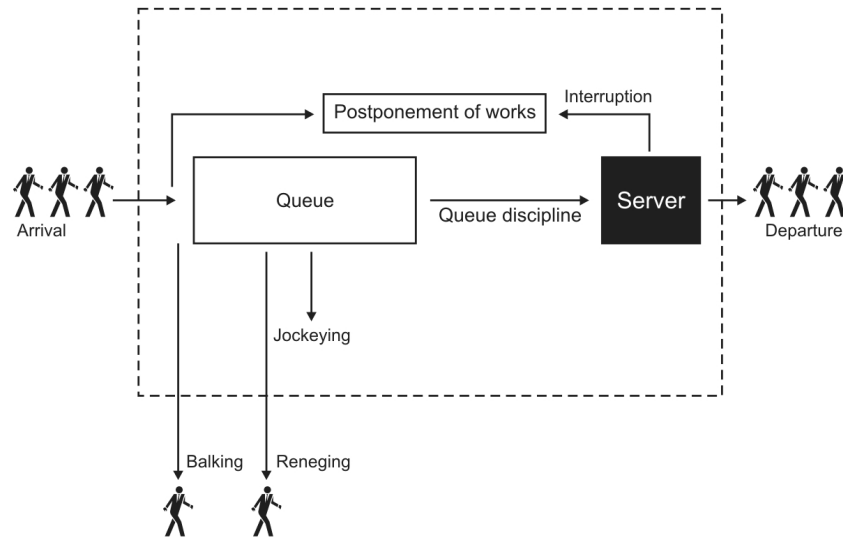 Interruption
Postponement of works
Queue
Server
Queue discipline
Arrival
Departure
Jockeying
Balking
Reneging